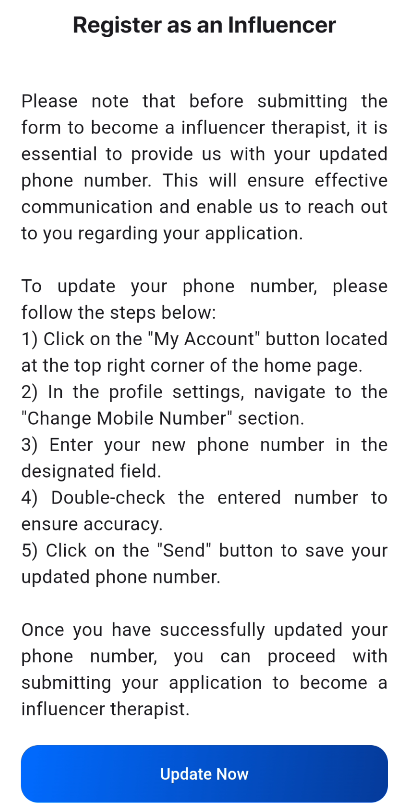 Register as an Influencer
Please note that before submitting the
form to become a influencer therapist, it is
essential to provide us with your updated
phone number. This will ensure effective
communication and enable us to reach out
to you regarding your application.
To update your phone number, please
follow the steps below:
1) Click on the "My Account" button located
at the top right corner of the home page.
2) In the profile settings, navigate to the
"Change Mobile Number" section.
3) Enter your new phone number in the
designated field.
4) Double-check the entered number to
ensure accuracy.
5) Click on the "Send" button to save your
updated phone number.
Once you have successfully updated your
phone number, you can proceed with
submitting your application to become a
influencer therapist.
Update Now